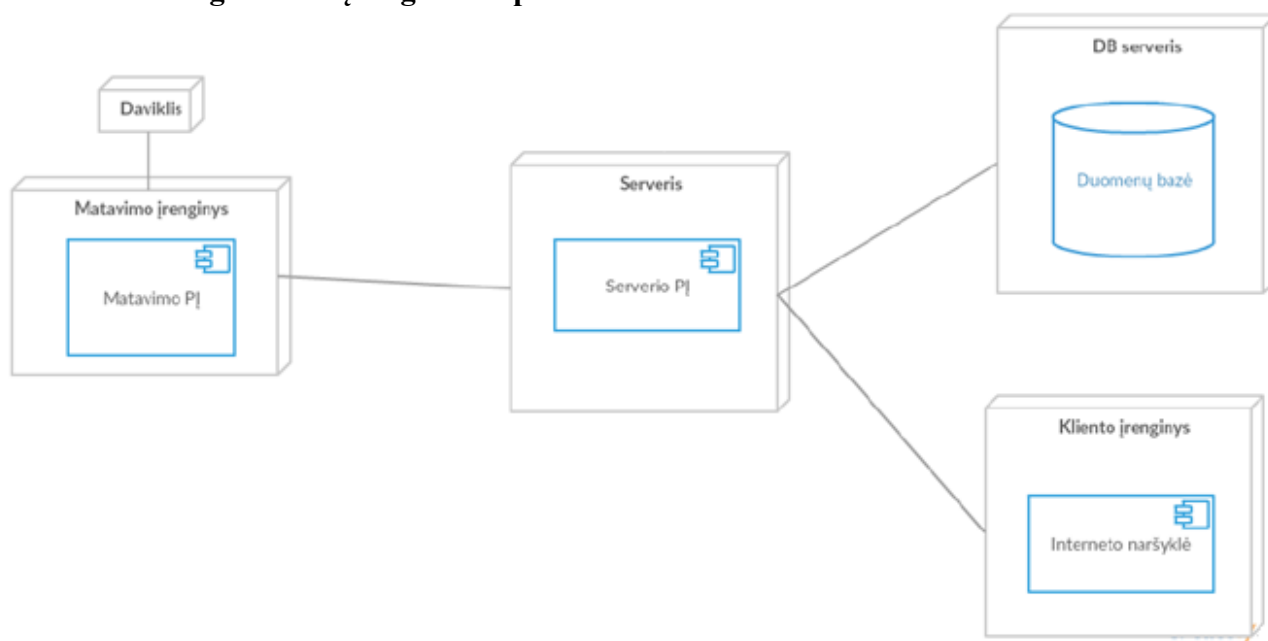 DB serveris
Daviklis
Duomenų bazė
Serveris
Matavimo įrenginys
Serverio PĮ
Matavimo PĮ
Kliento įrenginys
Interneto naršyklė